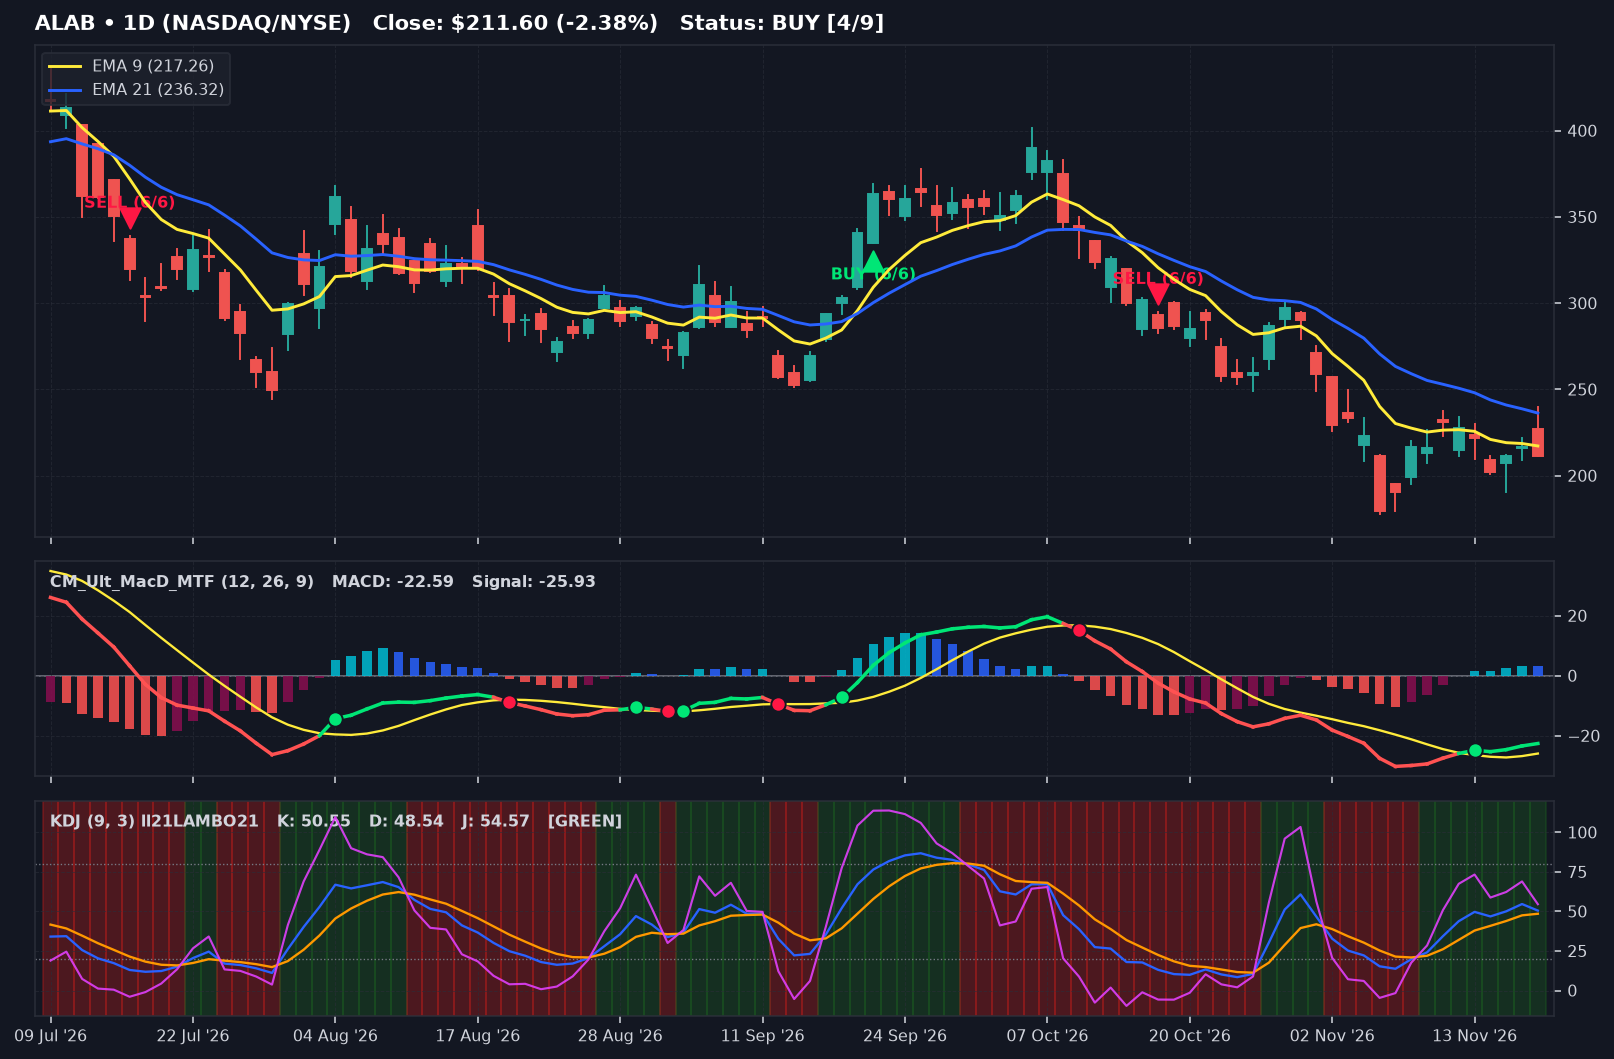 ALAB • 1D (NASDAQ/NYSE)   Close: $211.60 (-2.38%)   Status: BUY [4/9]
EMA 9 (217.26)
EMA 21 (236.32)
400
350
300
250
200
SELL (6/6)
BUY (6/6)
SELL (6/6)
CM_Ult_MacD_MTF (12, 26, 9)   MACD: -22.59   Signal: -25.93
20
0
−20
KDJ (9, 3) II21LAMBO21   K: 50.55   D: 48.54   J: 54.57   [GREEN]
100
75
50
25
0
09 Jul '26
22 Jul '26
04 Aug '26
17 Aug '26
28 Aug '26
11 Sep '26
24 Sep '26
07 Oct '26
20 Oct '26
02 Nov '26
13 Nov '26